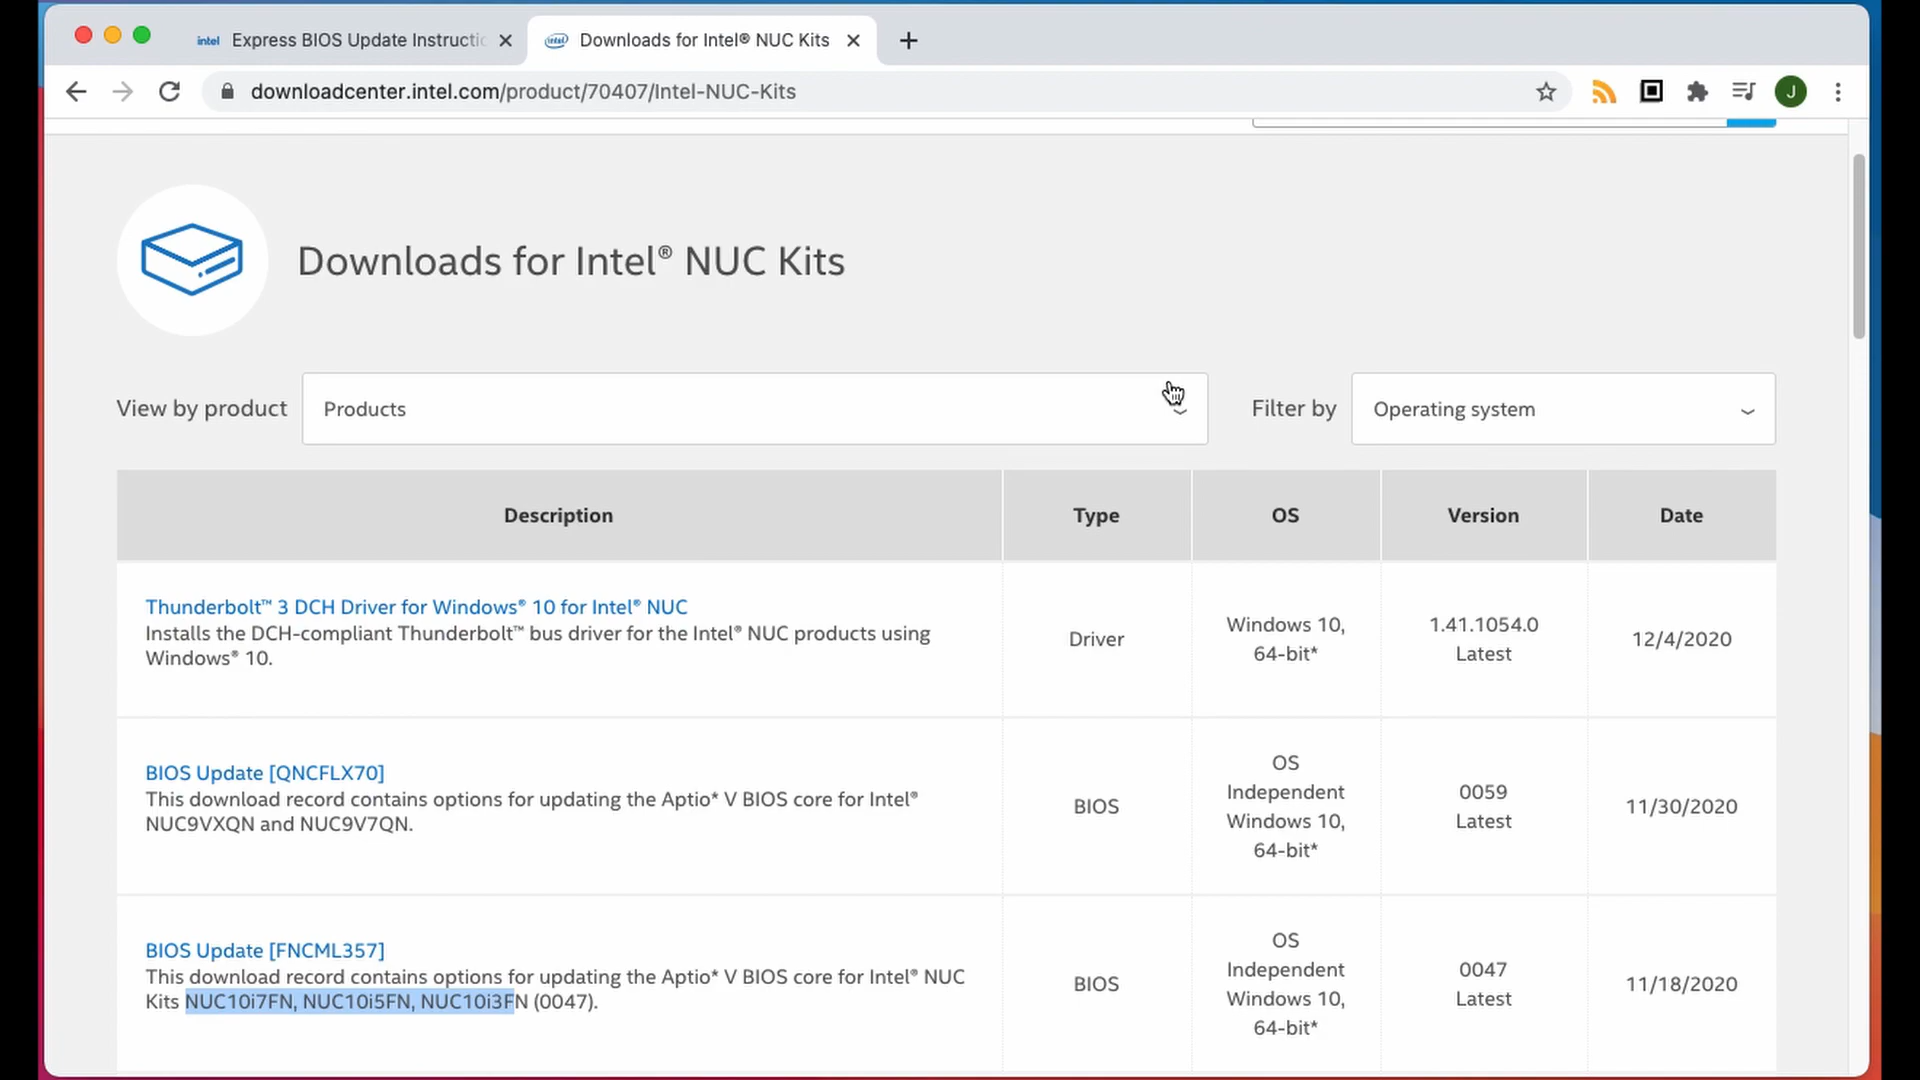 intel Express BIOS Update Instructic
Downloads for Intel® NUC Kits
downloadcenter.intel.com/product/70407/Intel-NUC-Kits
J
Downloads for Intel® NUC Kits
View by product
Products
Filter by
Operating system
Description Type OS Version Date
Thunderbolt™ 3 DCH Driver for Windows® 10 for Intel® NUC
Installs the DCH-compliant Thunderbolt™ bus driver for the Intel® NUC products using
Windows® 10.
Driver
Windows 10,
64-bit*
1.41.1054.0
Latest
12/4/2020
BIOS Update [QNCFLX70]
This download record contains options for updating the Aptio* V BIOS core for Intel®
NUC9VXQN and NUC9V7QN.
BIOS
OS
Independent
Windows 10,
64-bit*
0059
Latest
11/30/2020
BIOS Update [FNCML357]
This download record contains options for updating the Aptio* V BIOS core for Intel® NUC
Kits NUC10i7FN, NUC10i5FN, NUC10i3FN (0047).
BIOS
OS
Independent
Windows 10,
64-bit*
0047
Latest
11/18/2020